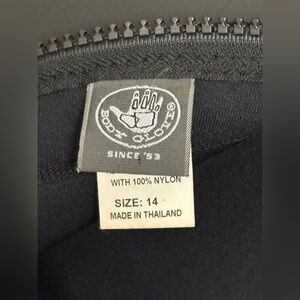 BODY GLOVE®
SINCE '53
WITH 100% NYLON
SIZE: 14
MADE IN THAILAND